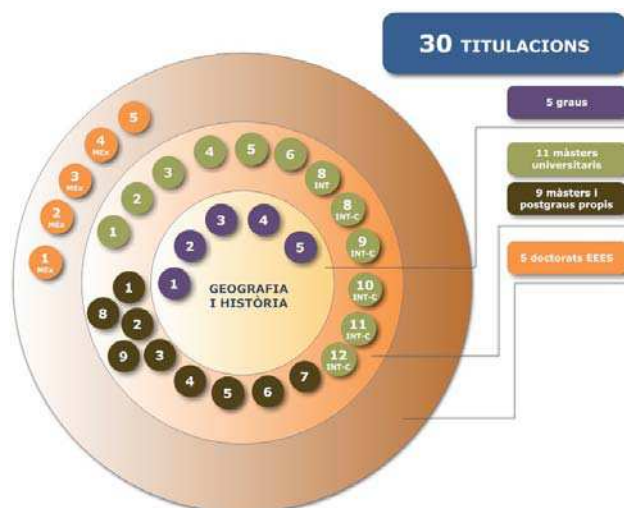 30 TITULACIONS
5 graus
11 màsters
universitaris
9 màsters i
postgraus propis
5 doctorats EEES
GEOGRAFIA
I HISTÒRIA
1
2
3
4
5
1
2
3
4
5
6
8
INT
8
INT-C
9
INT-C
10
INT-C
11
INT-C
12
INT-C
1
2
3
4
5
6
7
8
9
1
MEx
2
MEx
3
MEx
4
MEx
5